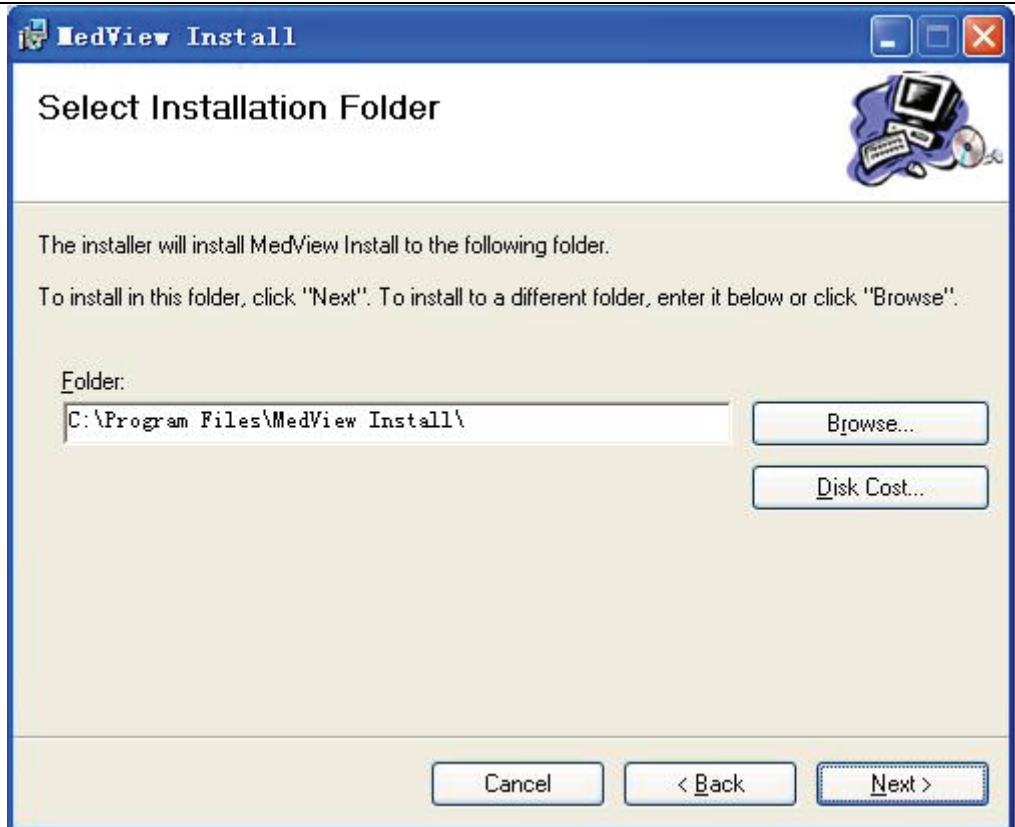 MedView Install
Select Installation Folder
The installer will install MedView Install to the following folder.
To install in this folder, click "Next". To install to a different folder, enter it below or click "Browse".
Folder:
C:\Program Files\MedView Install\
Browse...
Disk Cost...
Cancel
< Back
Next >